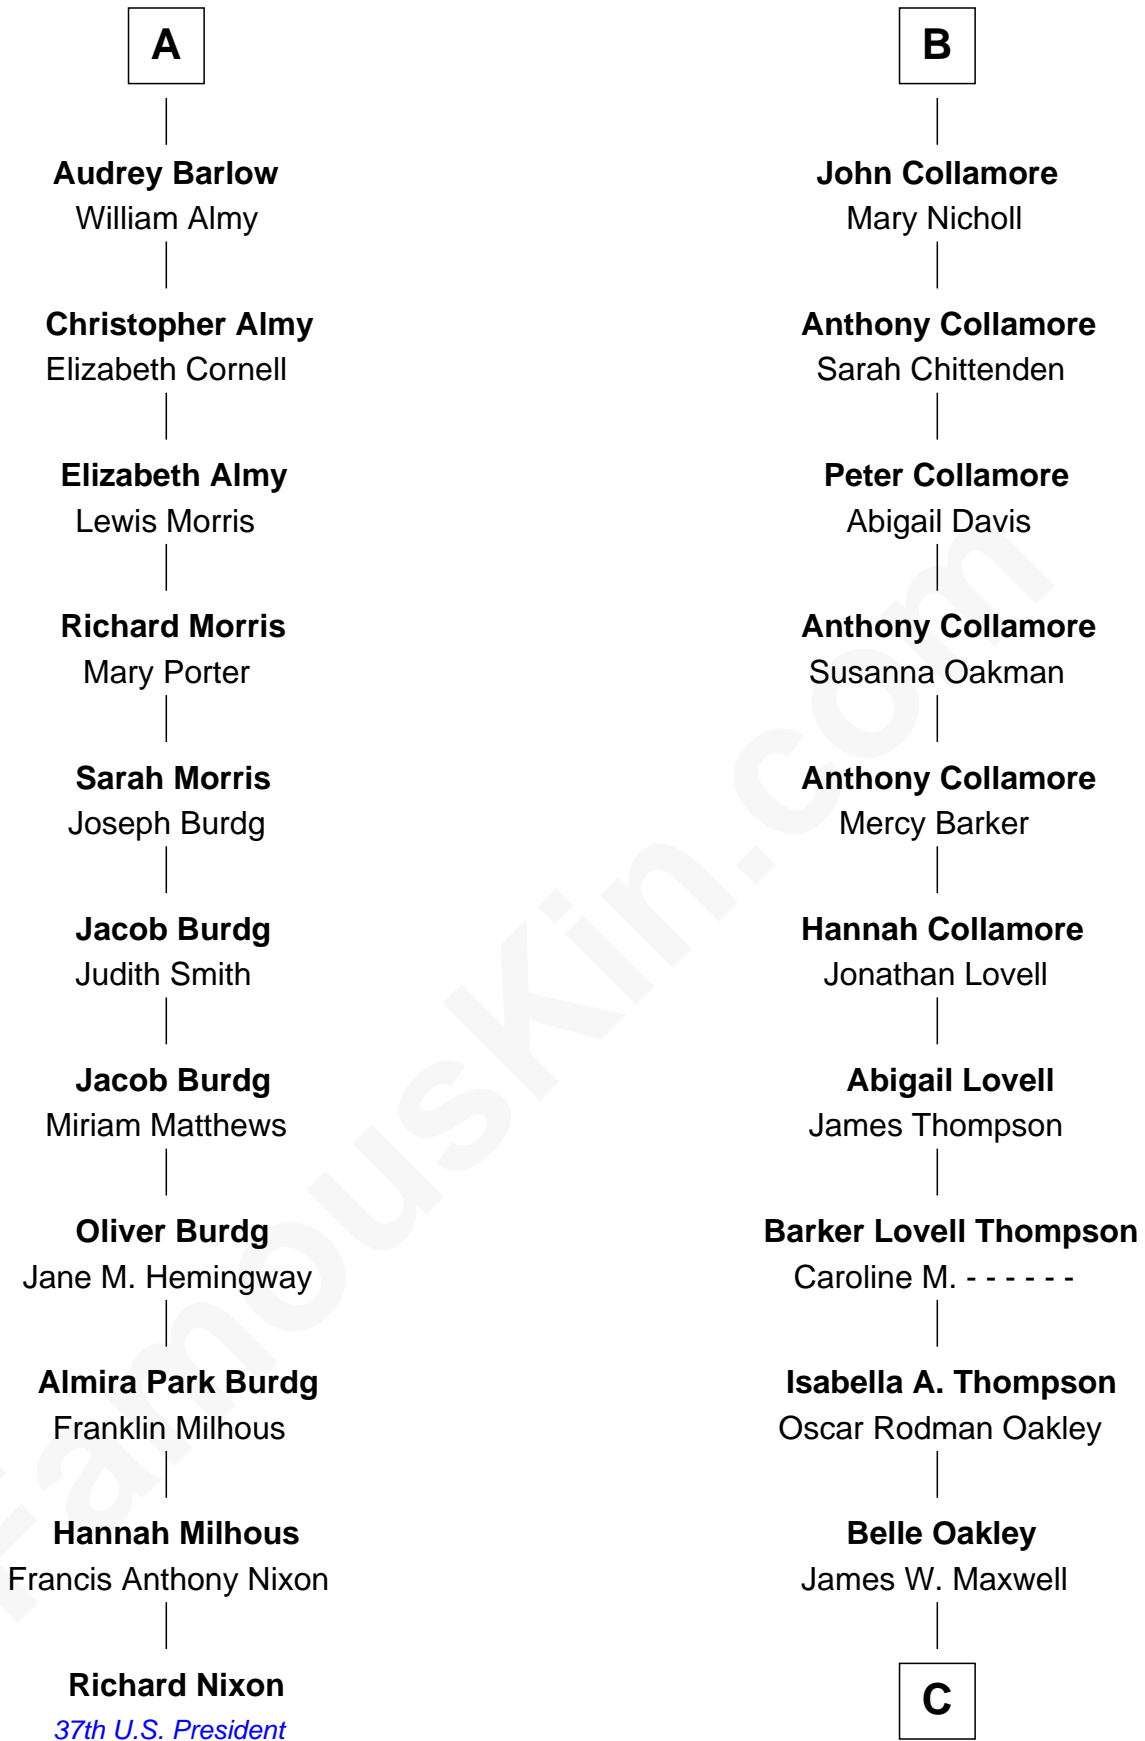 A
Audrey Barlow
William Almy
Christopher Almy
Elizabeth Cornell
Elizabeth Almy
Lewis Morris
Richard Morris
Mary Porter
Sarah Morris
Joseph Burdg
Jacob Burdg
Judith Smith
Jacob Burdg
Miriam Matthews
Oliver Burdg
Jane M. Hemingway
Almira Park Burdg
Franklin Milhous
Hannah Milhous
Francis Anthony Nixon
Richard Nixon
37th U.S. President
B
John Collamore
Mary Nicholl
Anthony Collamore
Sarah Chittenden
Peter Collamore
Abigail Davis
Anthony Collamore
Susanna Oakman
Anthony Collamore
Mercy Barker
Hannah Collamore
Jonathan Lovell
Abigail Lovell
James Thompson
Barker Lovell Thompson
Caroline M. - - - - - -
Isabella A. Thompson
Oscar Rodman Oakley
Belle Oakley
James W. Maxwell
C
FamousKin.com